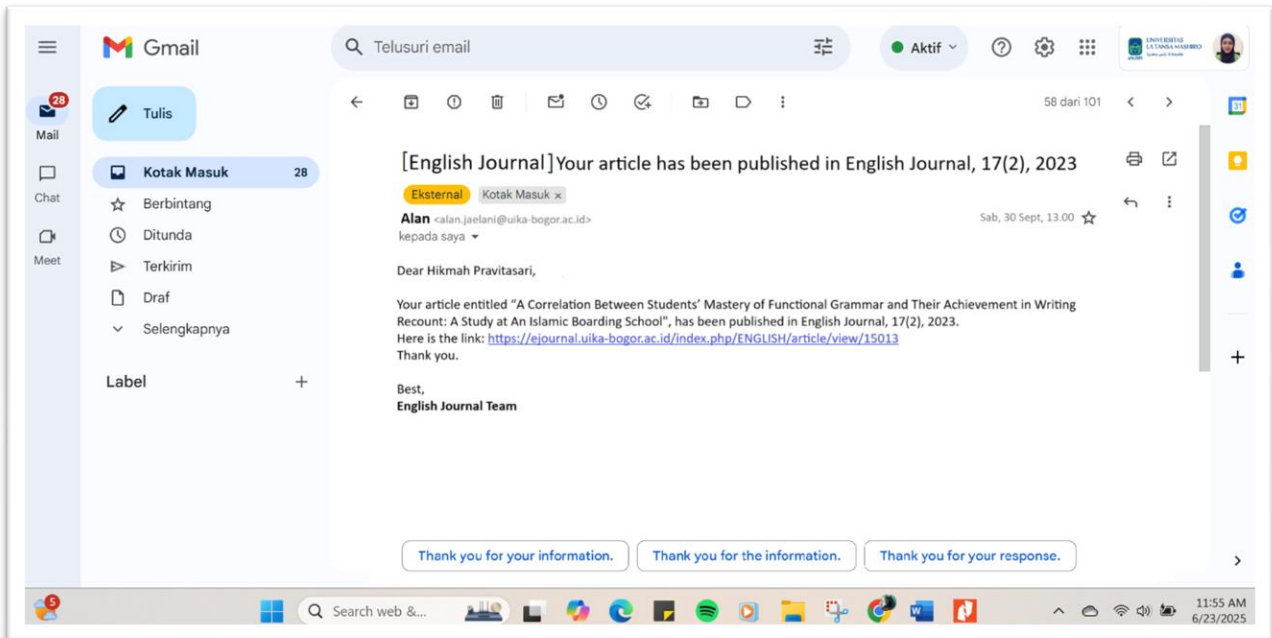 Gmail
Telusuri email
Aktif
UNIVERSITAS
LA TANSA MASHIRO
28
Mail
Tulis
58 dari 101
31
Kotak Masuk 28
Chat
Berbintang
Ditunda
Meet
Terkirim
Draf
Selengkapnya
Label
[English Journal]Your article has been published in English Journal, 17(2), 2023
Eksternal Kotak Masuk ×
Alan <alan.jaelani@uika-bogor.ac.id>
Sab, 30 Sept, 13.00
kepada saya
Dear Hikmah Pravitasari,
Your article entitled “A Correlation Between Students’ Mastery of Functional Grammar and Their Achievement in Writing
Recount: A Study at An Islamic Boarding School", has been published in English Journal, 17(2), 2023.
Here is the link: https://ejournal.uika-bogor.ac.id/index.php/ENGLISH/article/view/15013
Thank you.
Best,
English Journal Team
Thank you for your information. Thank you for the information. Thank you for your response.
5
Search web &...
11:55 AM
6/23/2025